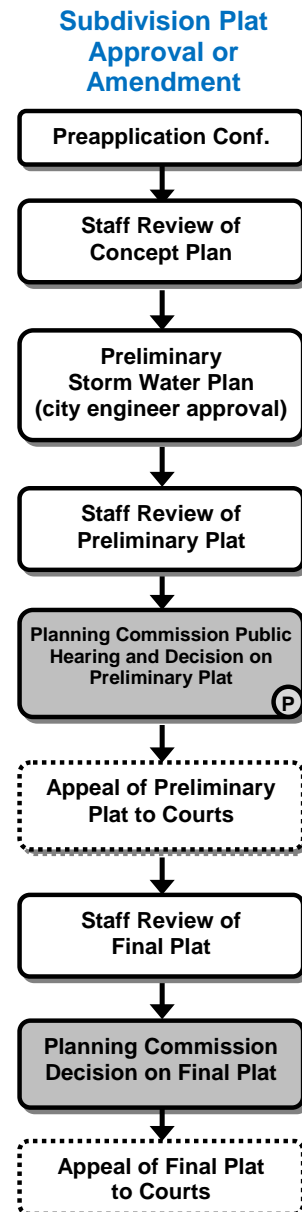 Subdivision Plat
Approval or
Amendment
Preapplication Conf.
Staff Review of
Concept Plan
Preliminary
Storm Water Plan
(city engineer approval)
Staff Review of
Preliminary Plat
Planning Commission Public
Hearing and Decision on
Preliminary Plat
P
Appeal of Preliminary
Plat to Courts
Staff Review of
Final Plat
Planning Commission
Decision on Final Plat
Appeal of Final Plat
to Courts